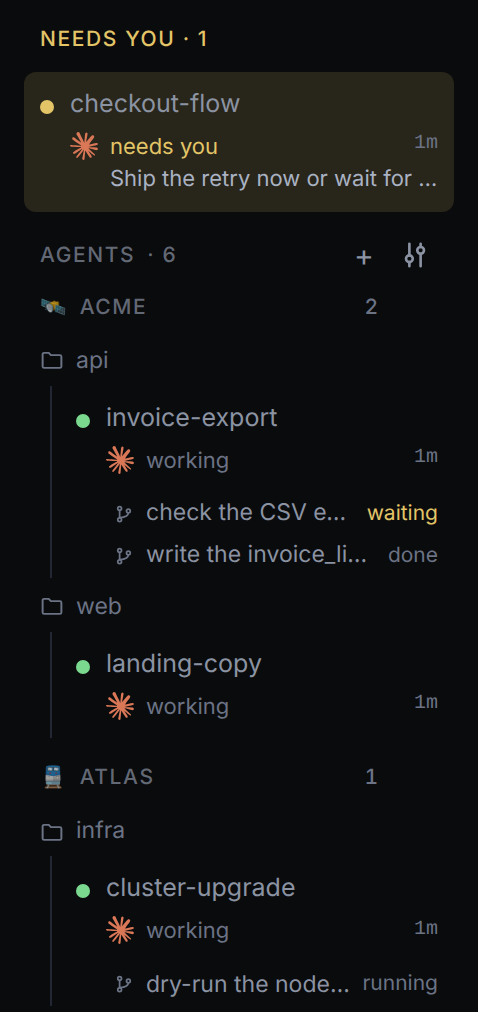 NEEDS YOU · 1
checkout-flow
needs you 1m
Ship the retry now or wait for ...
AGENTS · 6 +
ACME 2
api
invoice-export
working 1m
check the CSV e... waiting
write the invoice_li... done
web
landing-copy
working 1m
ATLAS 1
infra
cluster-upgrade
working 1m
dry-run the node... running